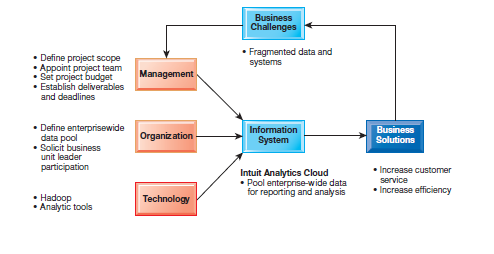 Business
Challenges
• Fragmented data and
systems
• Define project scope
• Appoint project team
• Set project budget
• Establish deliverables
and deadlines
Management
• Define enterprisewide
data pool
• Solicit business
unit leader
participation
Organization
Information
System
Business
Solutions
Intuit Analytics Cloud
• Pool enterprise-wide data
for reporting and analysis
• Increase customer
service
• Increase efficiency
• Hadoop
• Analytic tools
Technology